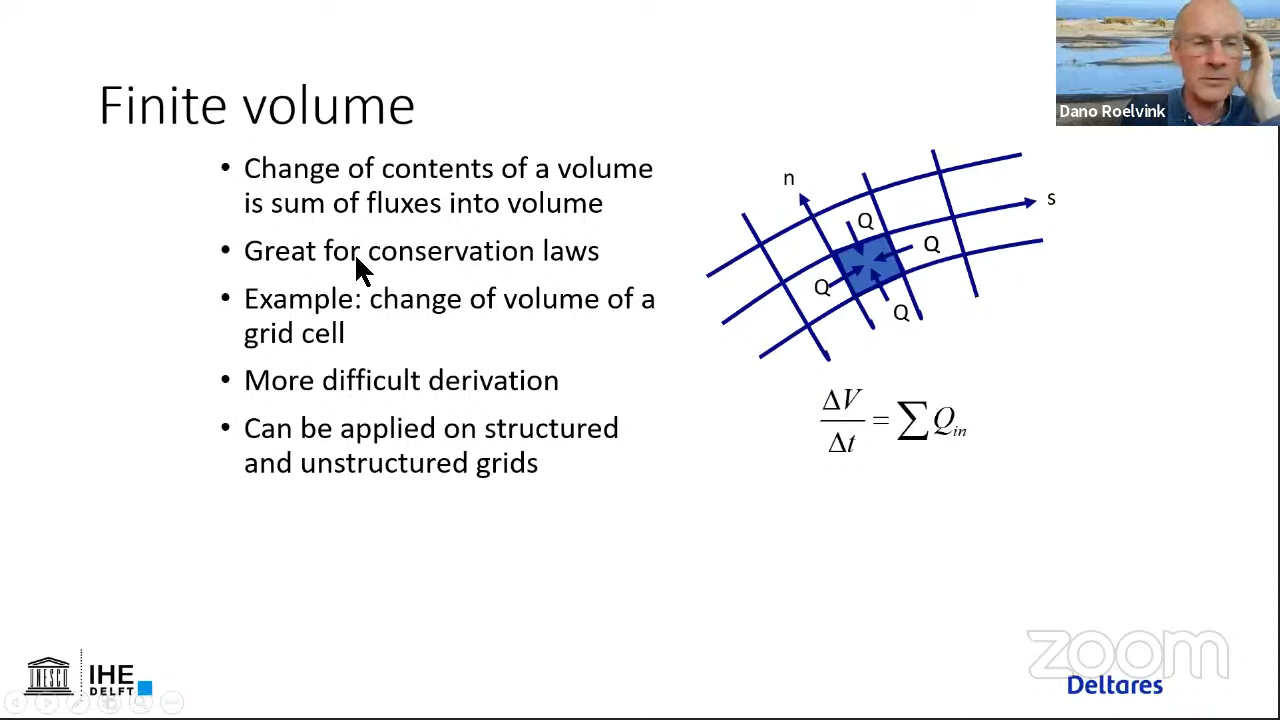 Finite volume
• Change of contents of a volume
is sum of fluxes into volume
• Great for conservation laws
• Example: change of volume of a
grid cell
• More difficult derivation
• Can be applied on structured
and unstructured grids
n
s
Q
Q
Q
Q
ΔV/Δt = ∑Q_in
Dano Roelvink
unesco
IHE
DELFT
zoom
Deltares